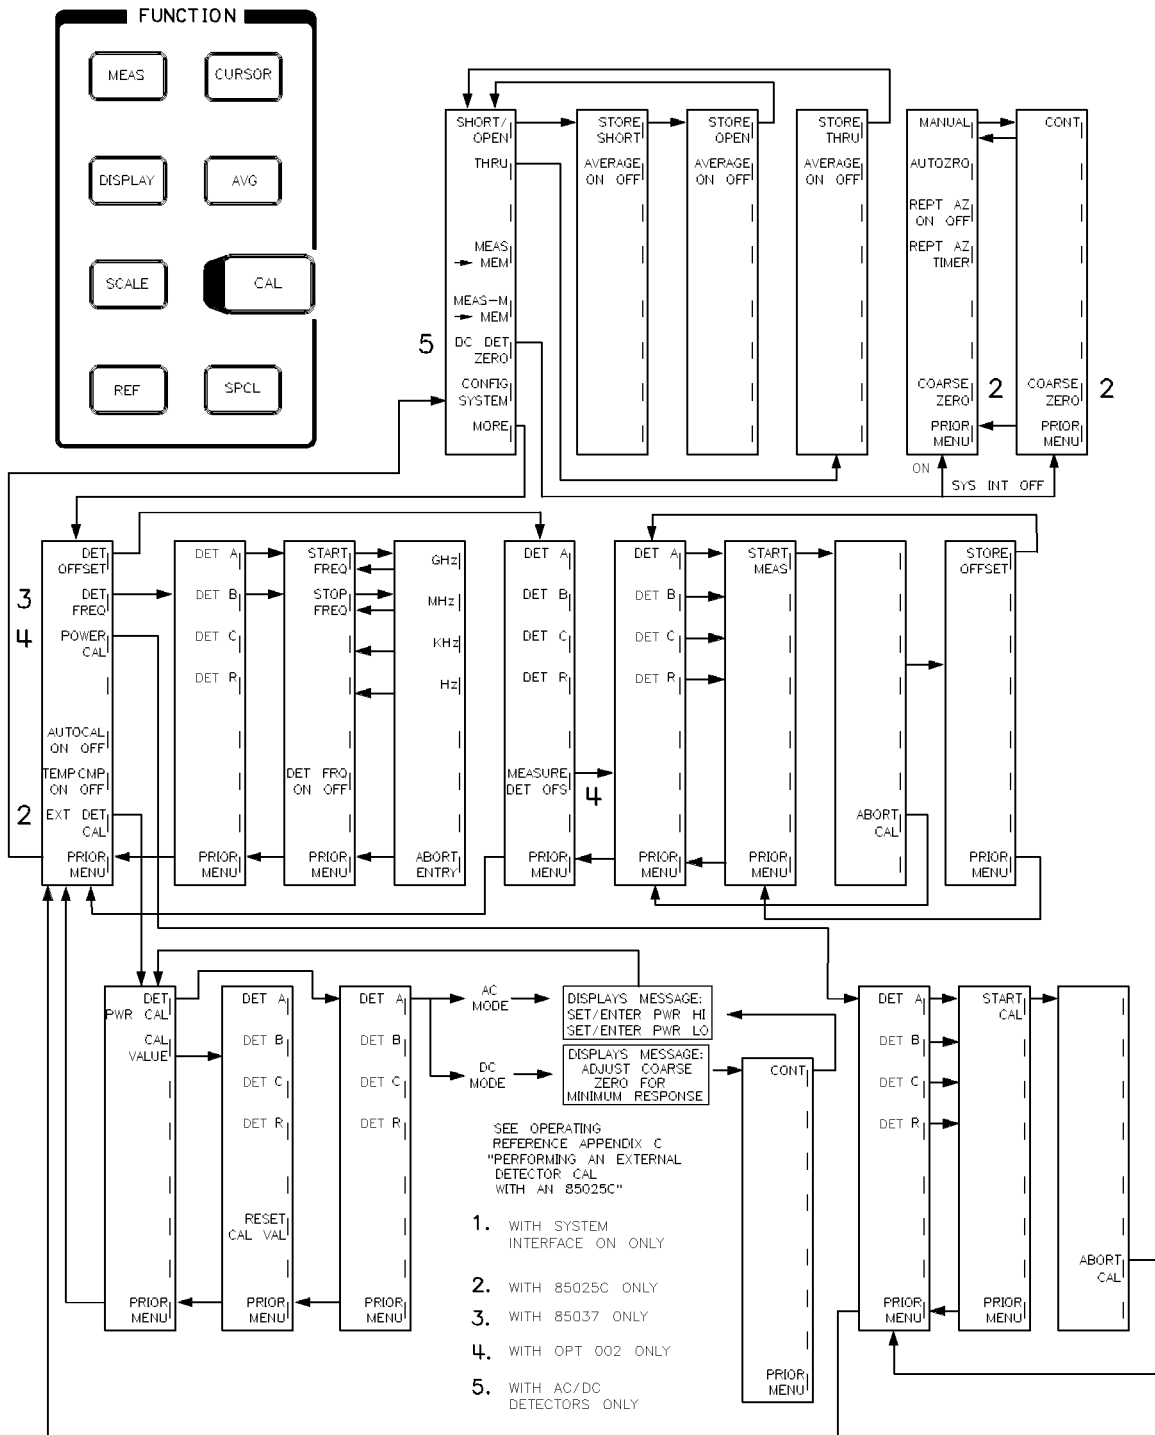 FUNCTION
MEAS
CURSOR
DISPLAY
AVG
SCALE
CAL
REF
SPCL
SHORT/
OPEN
THRU
MEAS
MEM
MEAS-M
MEM
5
DC DET
ZERO
CONFIG
SYSTEM
MORE
STORE
SHORT
AVERAGE
ON OFF
STORE
OPEN
AVERAGE
ON OFF
STORE
THRU
AVERAGE
ON OFF
MANUAL
AUTOZRO
REPT AZ
ON OFF
REPT AZ
TIMER
COARSE
ZERO
2
PRIOR
MENU
CONT
COARSE
ZERO
2
PRIOR
MENU
ON
SYS INT OFF
DET
OFFSET
3
DET
FREQ
4
POWER
CAL
AUTOCAL
ON OFF
TEMPCMP
ON OFF
2
EXT DET
CAL
PRIOR
MENU
DET A
DET B
DET C
DET R
PRIOR
MENU
START
FREQ
STOP
FREQ
DET FRQ
ON OFF
PRIOR
MENU
GHz
MHz
KHz
Hz
ABORT
ENTRY
DET A
DET B
DET C
DET R
MEASURE
DET OFS
4
PRIOR
MENU
DET A
DET B
DET C
DET R
PRIOR
MENU
START
MEAS
PRIOR
MENU
ABORT
CAL
STORE
OFFSET
PRIOR
MENU
DET
PWR CAL
CAL
VALUE
PRIOR
MENU
DET A
DET B
DET C
DET R
RESET
CAL VAL
PRIOR
MENU
DET A
DET B
DET C
DET R
PRIOR
MENU
AC
MODE
DISPLAYS MESSAGE:
SET/ENTER PWR HI
SET/ENTER PWR LO
DC
MODE
DISPLAYS MESSAGE:
ADJUST COARSE
ZERO FOR
MINIMUM RESPONSE
CONT
PRIOR
MENU
DET A
DET B
DET C
DET R
PRIOR
MENU
START
CAL
PRIOR
MENU
ABORT
CAL
SEE OPERATING
REFERENCE APPENDIX C
"PERFORMING AN EXTERNAL
DETECTOR CAL
WITH AN 85025C"
1. WITH SYSTEM
INTERFACE ON ONLY
2. WITH 85025C ONLY
3. WITH 85037 ONLY
4. WITH OPT 002 ONLY
5. WITH AC/DC
DETECTORS ONLY